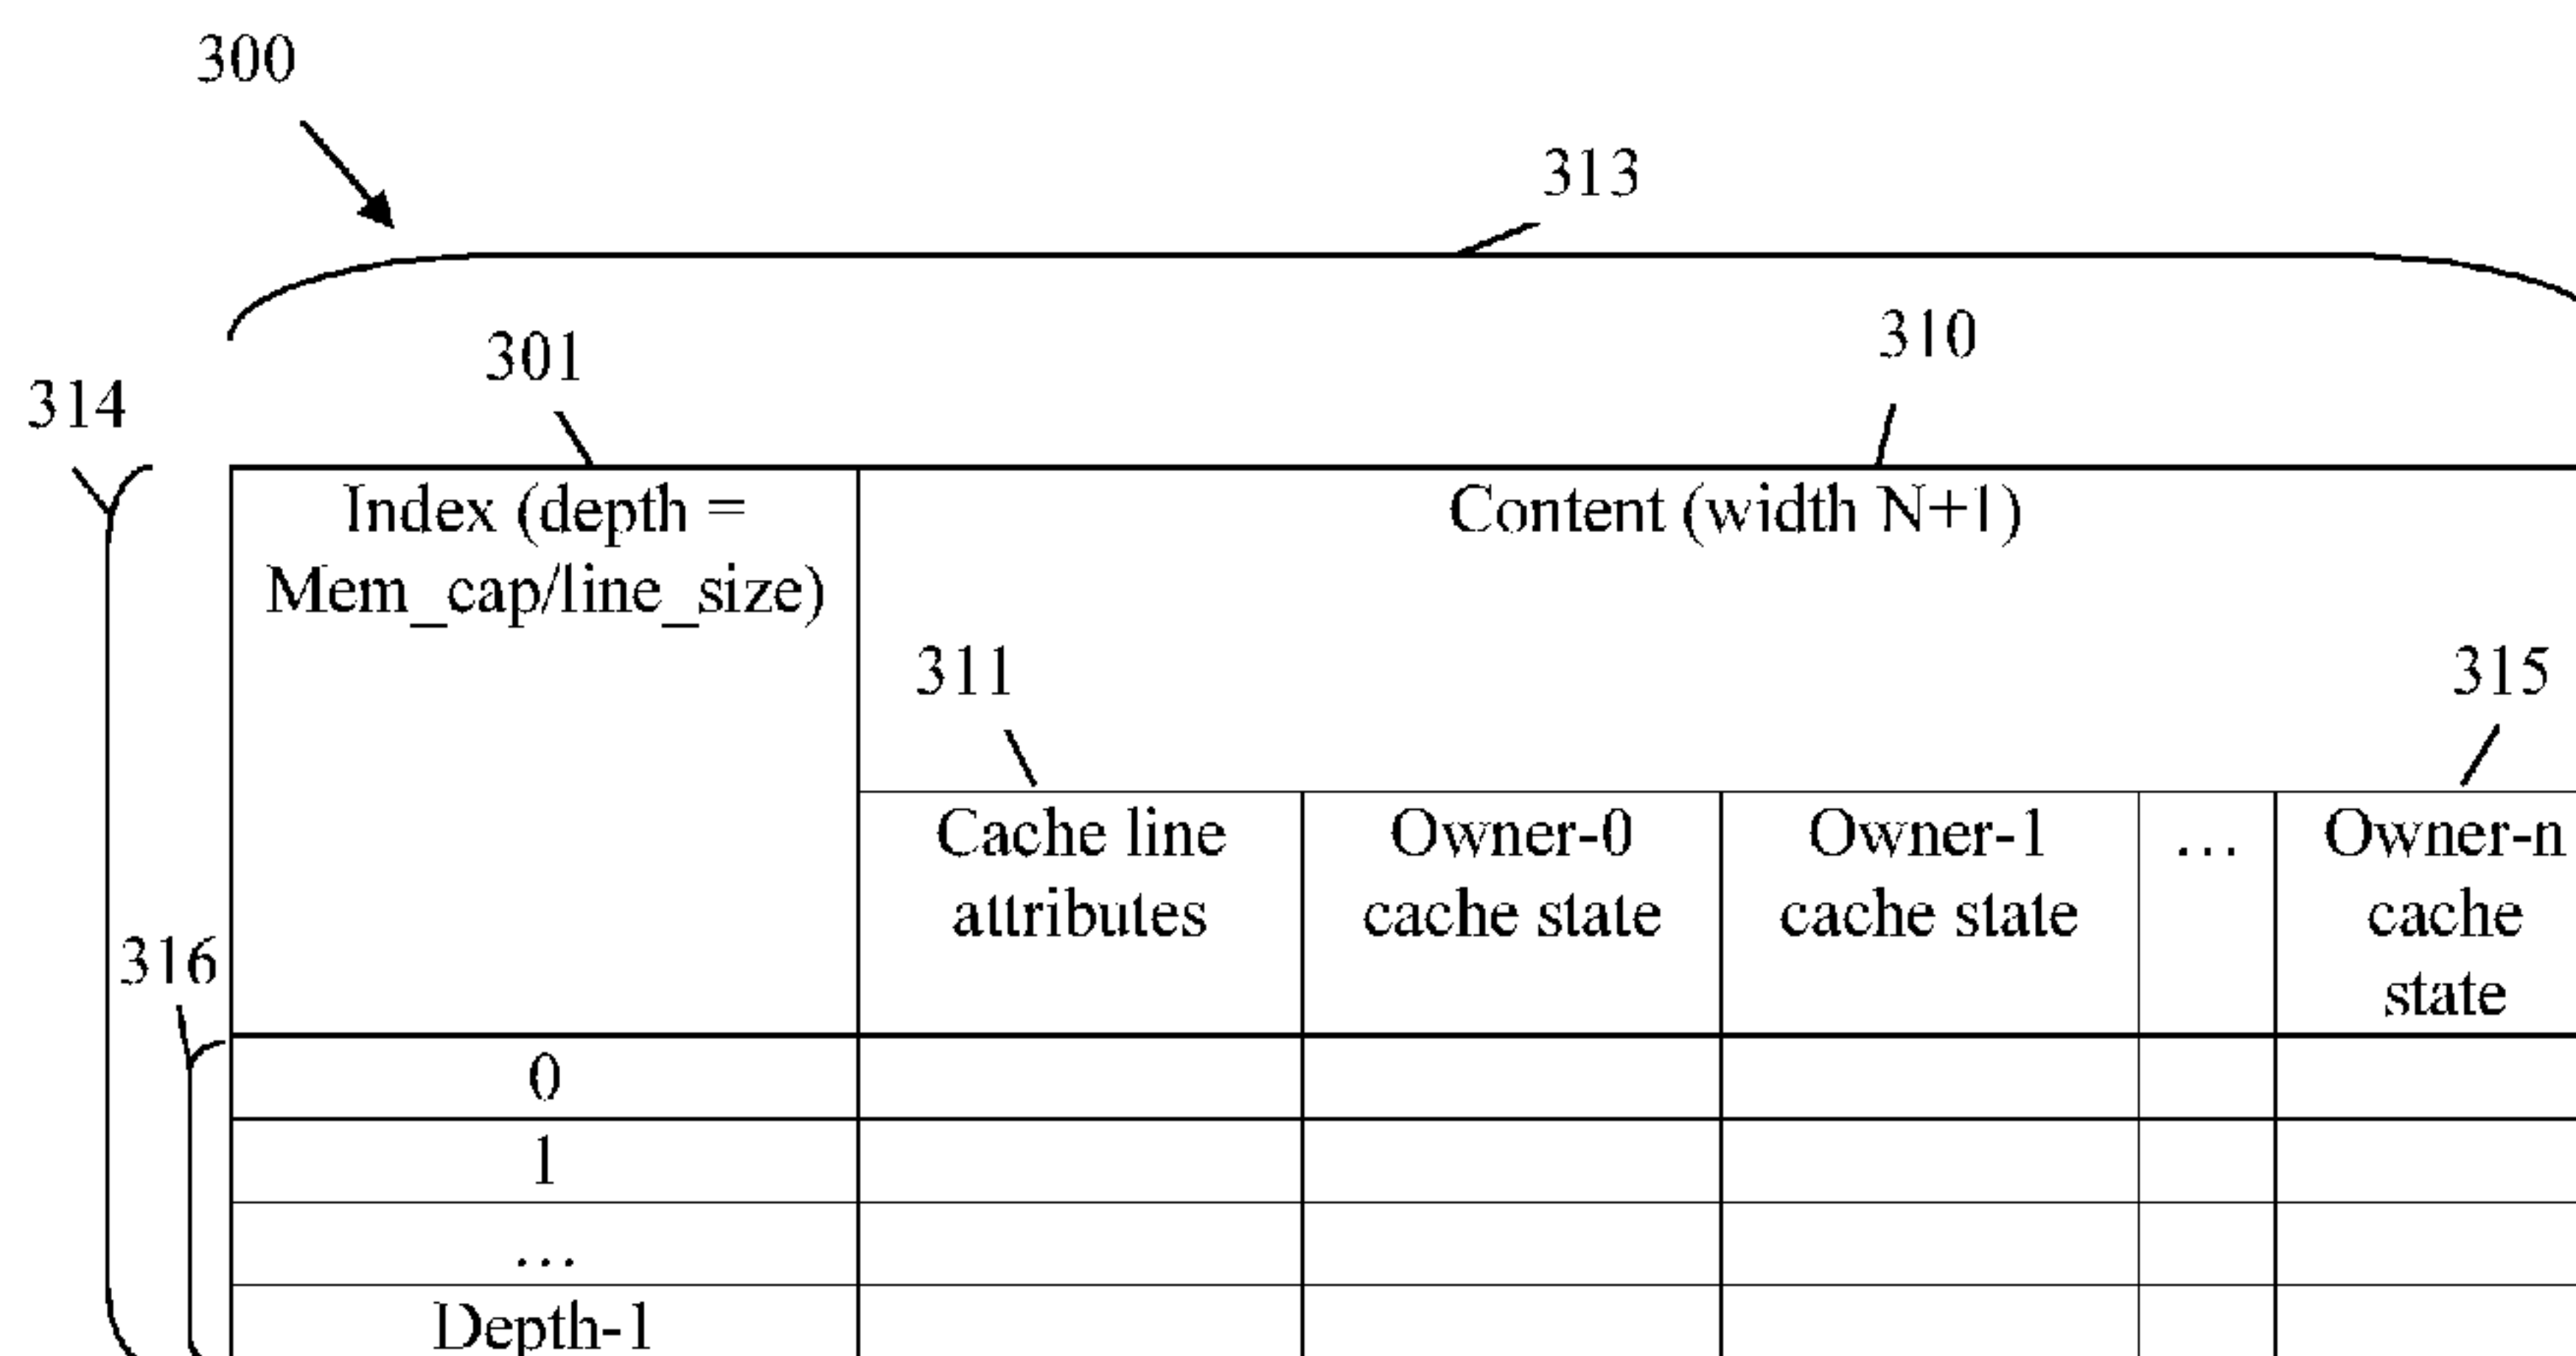 300
313
310
301
314
Index (depth =
Mem_cap/line_size)
Content (width N+1)
311
315
Cache line
attributes
Owner-0
cache state
Owner-1
cache state
...
Owner-n
cache
state
316
0
1
...
Depth-1